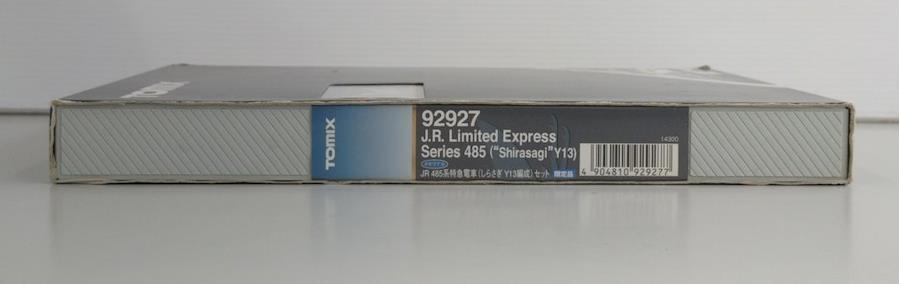 TOMIX
TOMIX
92927
J.R. Limited Express
Series 485 ("Shirasagi" Y13)
14300
JR 485系特急電車(しらさぎ Y13編成)セット 限定品
4 904810 929277